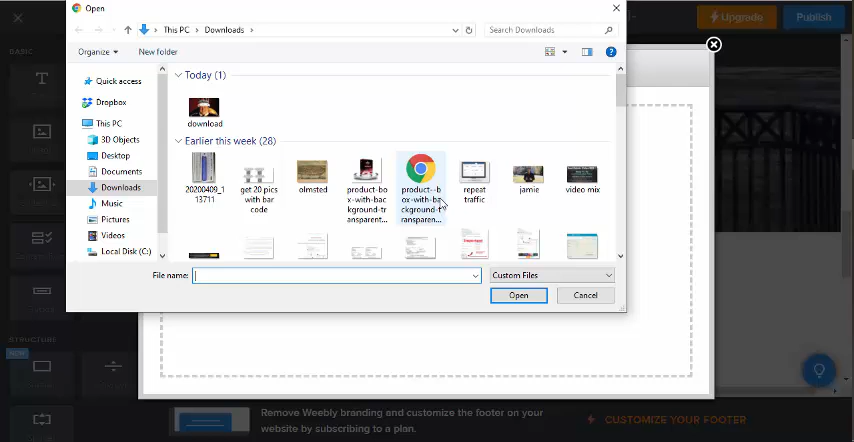 Open
Upgrade
Publish
This PC
Downloads
Search Downloads
Organize
New folder
BASIC
Quick access
Dropbox
This PC
3D Objects
Desktop
Documents
Downloads
Music
Pictures
Videos
Local Disk (C:)
Today (1)
download
Earlier this week (28)
20200409_1
13711
get 20 pics
with bar
code
olmsted
product-box
-with-bac
kground-tr
ansparent...
product--b
ox-with-ba
ckground-t
ransparen...
repeat
traffic
jamie
video mix
File name:
Custom Files
Open
Cancel
STRUCTURE
NEW
Remove Weebly branding and customize the footer on your
website by subscribing to a plan.
CUSTOMIZE YOUR FOOTER